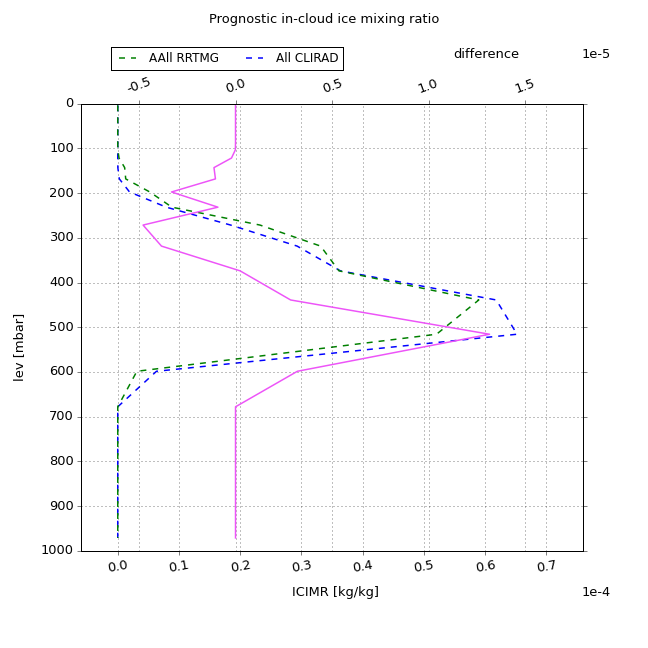 Prognostic in-cloud ice mixing ratio
AAll RRTMG All CLIRAD
difference 1e-5
-0.5 0.0 0.5 1.0 1.5
0
100
200
300
400
500
600
700
800
900
1000
lev [mbar]
0.0 0.1 0.2 0.3 0.4 0.5 0.6 0.7
ICIMR [kg/kg] 1e-4